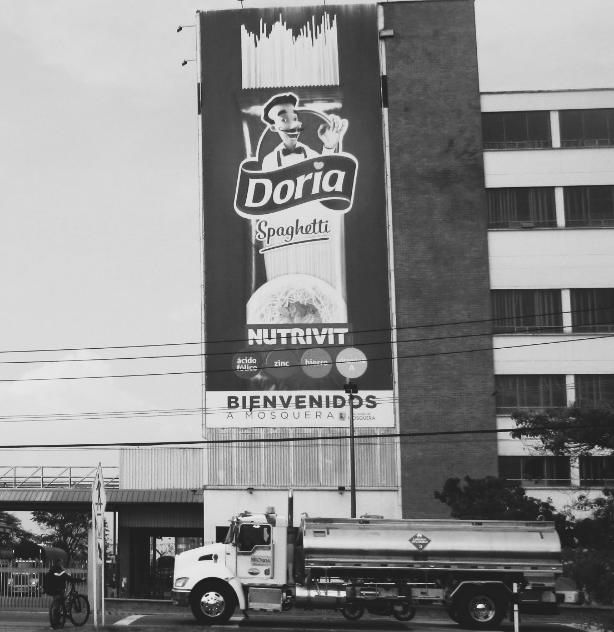 Doria
Spaghetti
NUTRIVIT
ácido fólico
zinc
hierro
BIENVENIDOS
A MOSQUERA